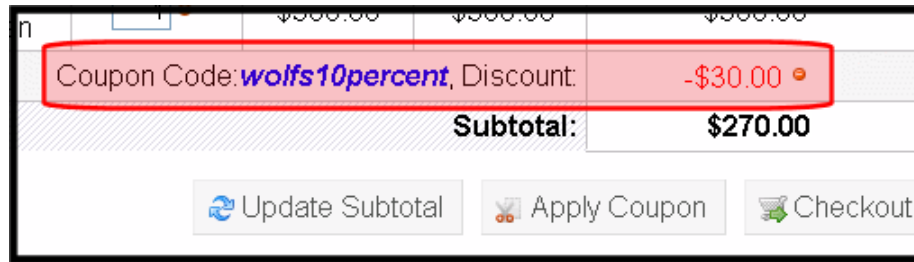 n
Coupon Code:wolfs10percent, Discount: -$30.00
Subtotal: $270.00
Update Subtotal Apply Coupon Checkout